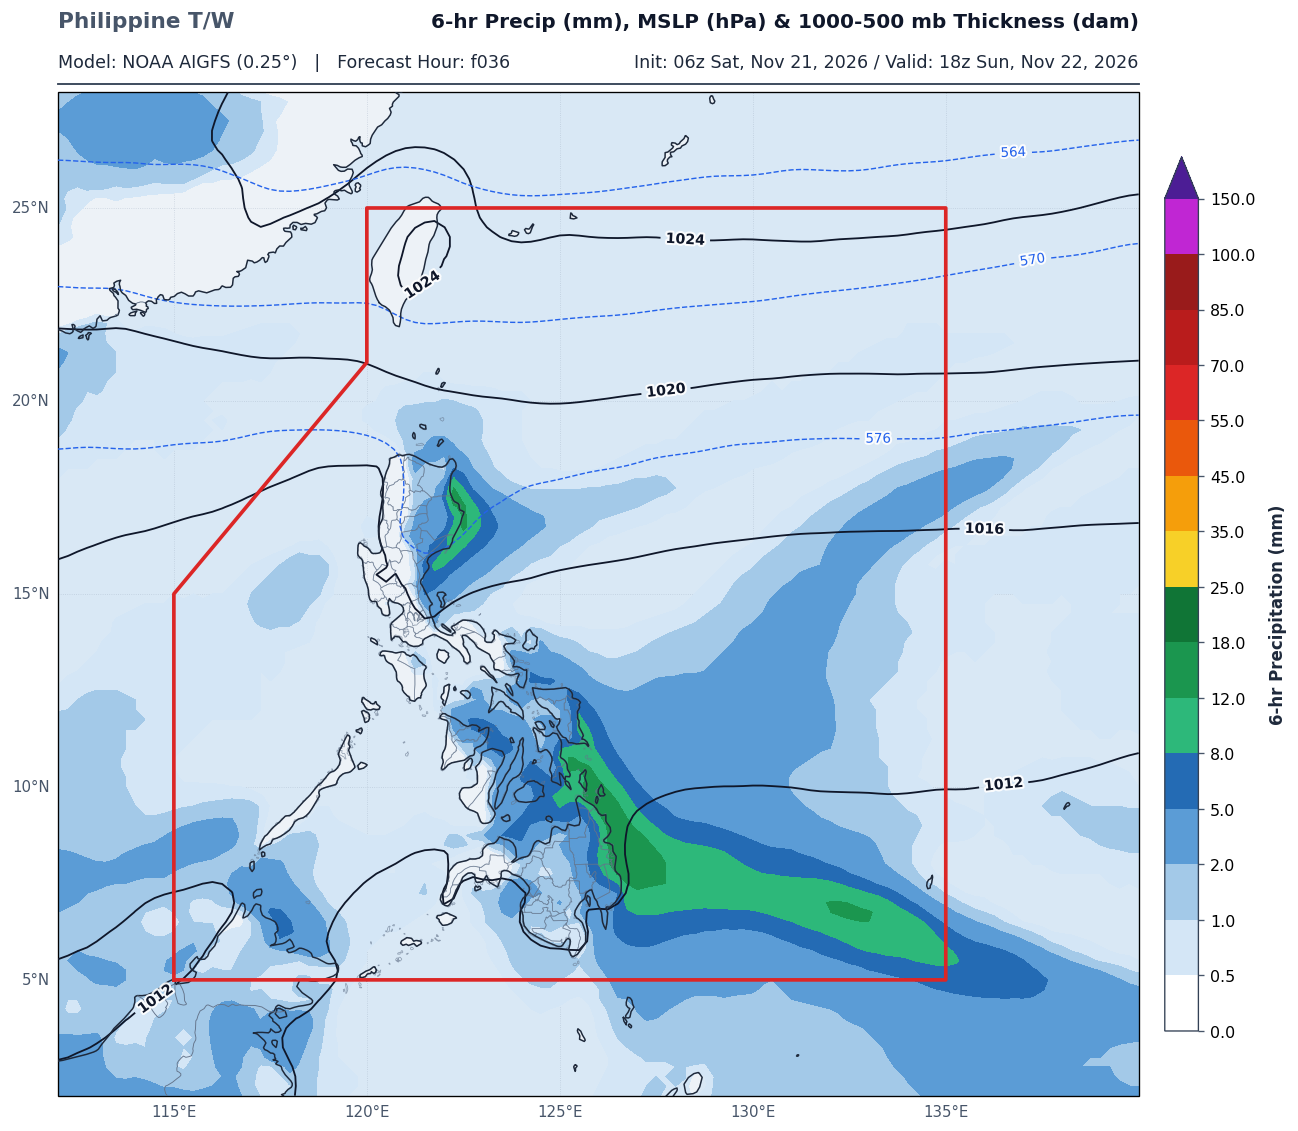 Philippine T/W
6-hr Precip (mm), MSLP (hPa) & 1000-500 mb Thickness (dam)
Model: NOAA AIGFS (0.25°) | Forecast Hour: f036
Init: 06z Sat, Nov 21, 2026 / Valid: 18z Sun, Nov 22, 2026
564
1024
570
1024
1020
576
1016
1012
1012
25°N
20°N
15°N
10°N
5°N
115°E
120°E
125°E
130°E
135°E
150.0
100.0
85.0
70.0
55.0
45.0
35.0
25.0
18.0
12.0
8.0
5.0
2.0
1.0
0.5
0.0
6-hr Precipitation (mm)